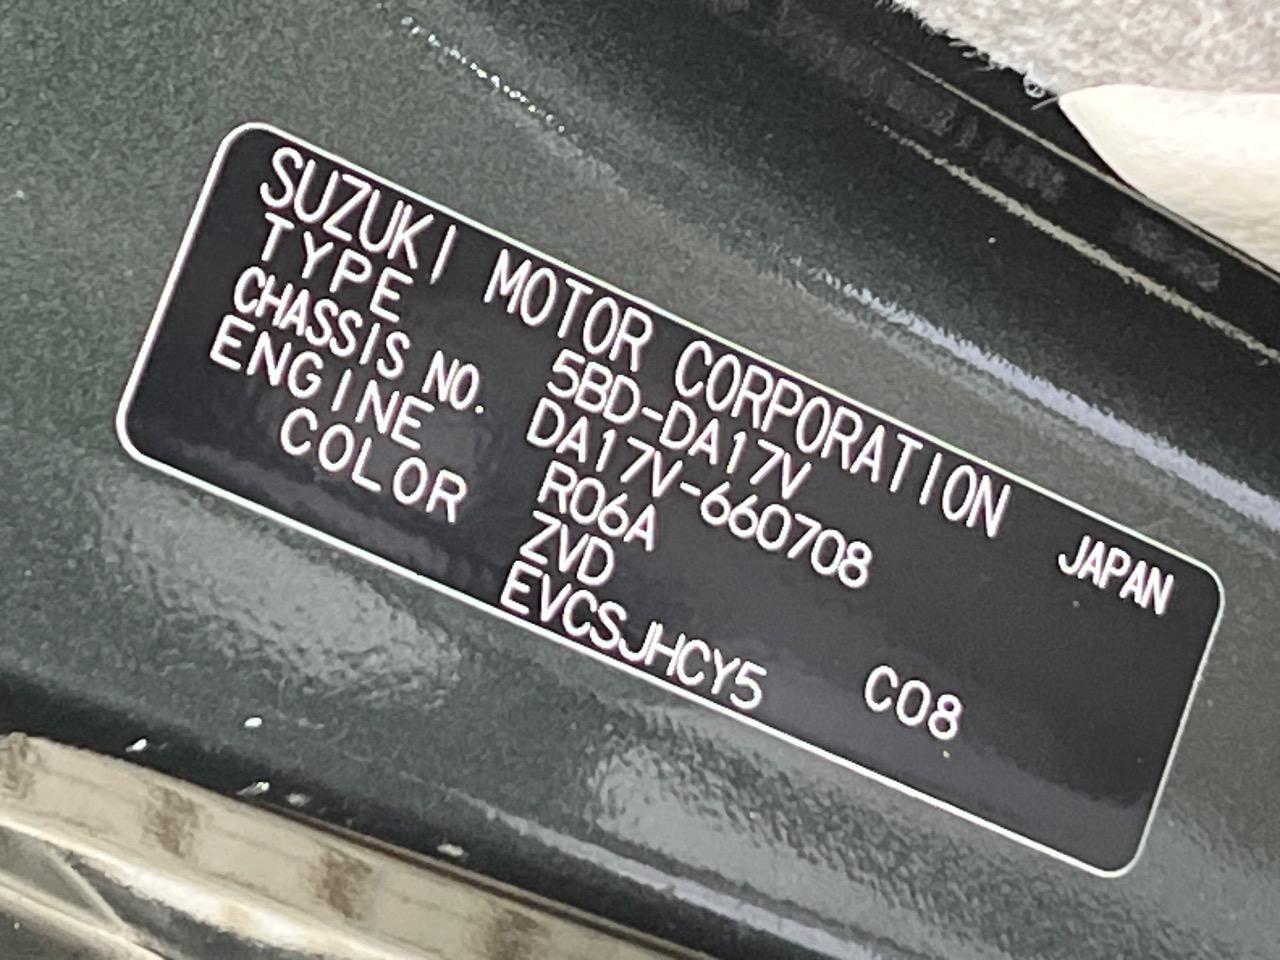 SUZUKI MOTOR CORPORATION JAPAN
TYPE 5BD-DA17V
CHASSIS NO. DA17V-660708
ENGINE R06A
COLOR ZVD C08
EVCSJHCY5